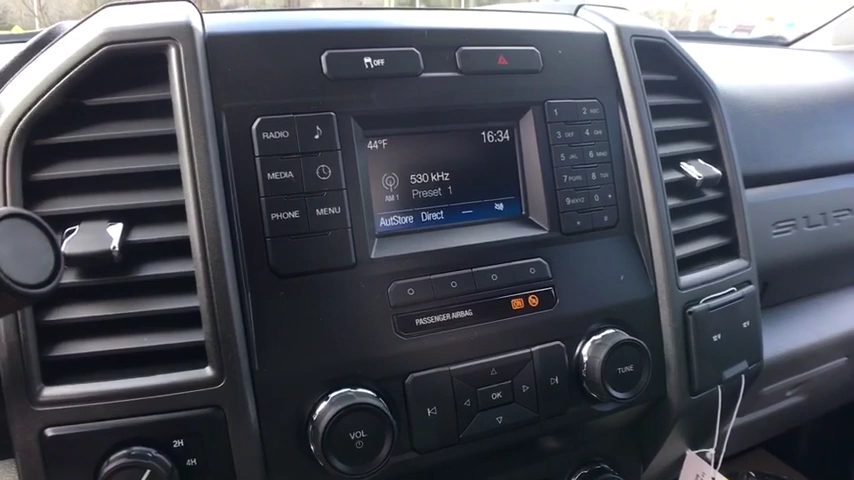 OFF
RADIO
MEDIA
PHONE MENU
44°F 16:34
530 kHz
AM 1 Preset 1
AutStore Direct
1 2 ABC
3 DEF 4 GHI
5 JKL 6 MNO
7 PQRS 8 TUV
9 WXYZ 0 +
* #
PASSENGER AIRBAG ON
OK
VOL
TUNE
2H
4H
12V 12V
SUP